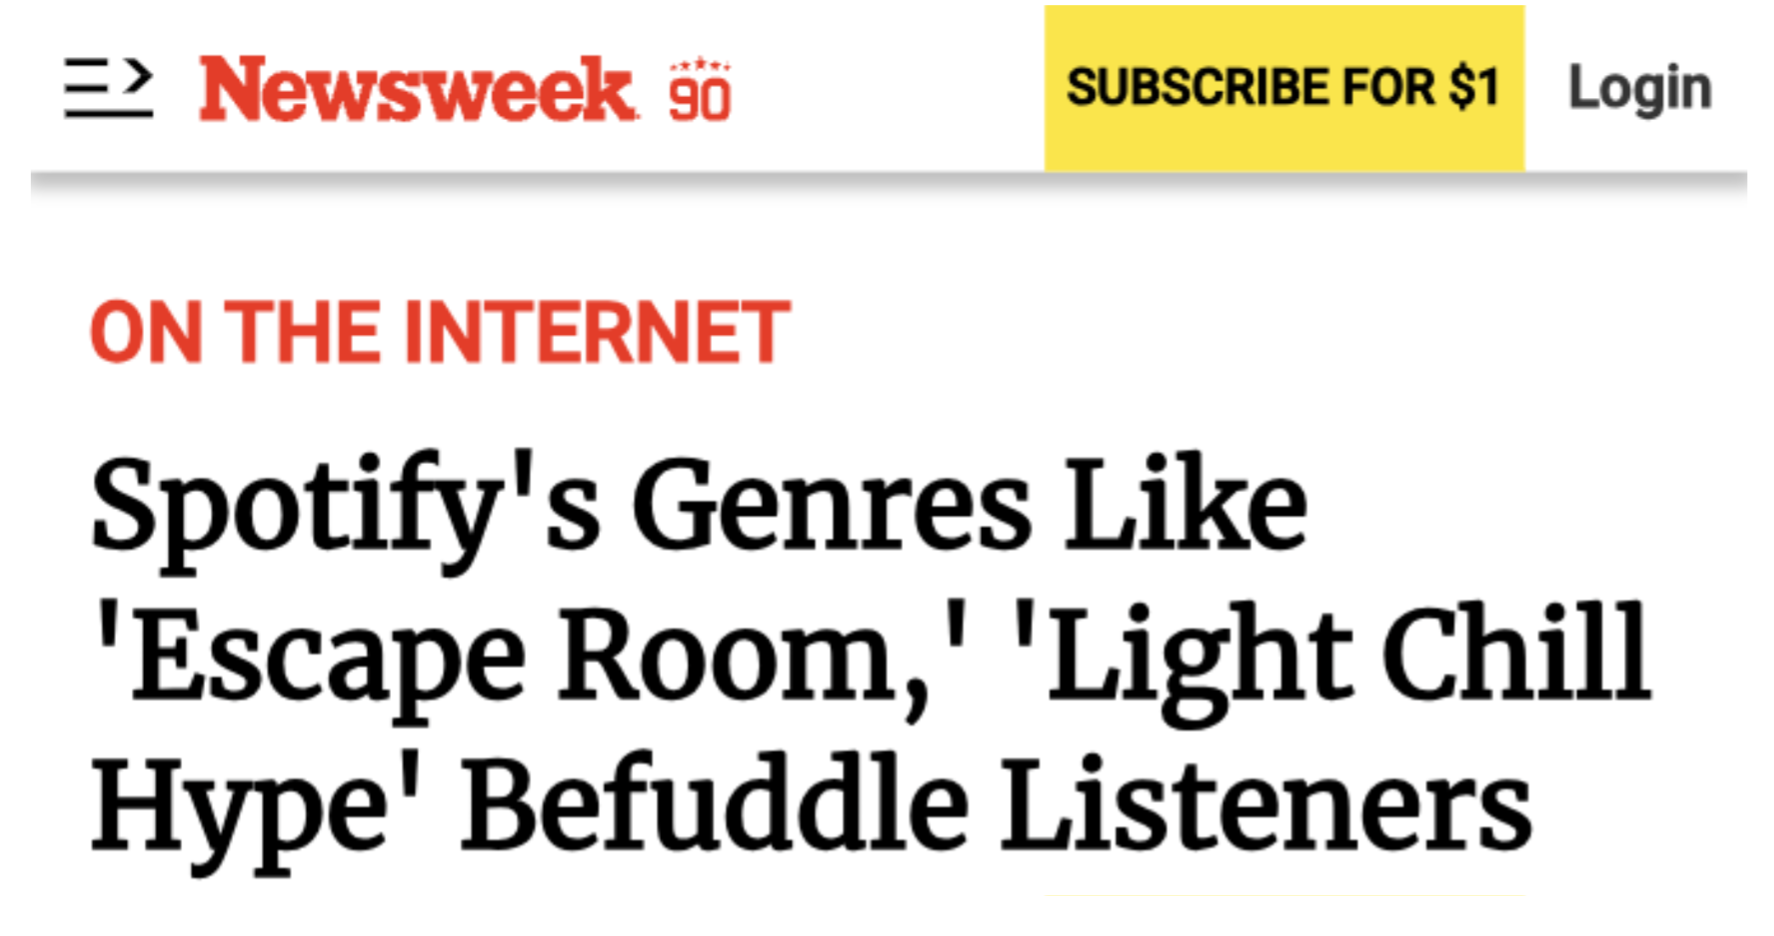 Newsweek 90 SUBSCRIBE FOR $1 Login
ON THE INTERNET
Spotify's Genres Like
'Escape Room,' 'Light Chill
Hype' Befuddle Listeners